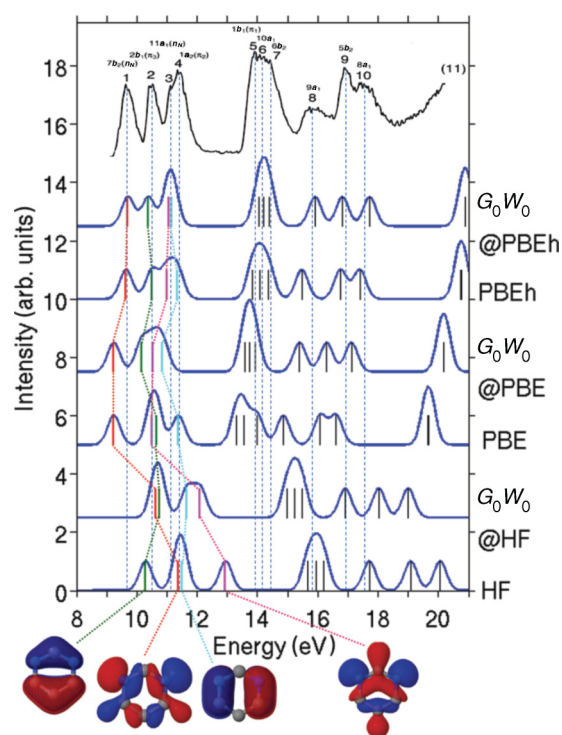 1b₁(π₁)
10a₁
6b₂
11a₁(n_N)
2b₁(π₃) 1a₂(π₂)
7b₂(n_N)
5b₂
8a₁
9a₁
(11)
1 2 3 4 5 6 7 8 9 10
18
16
14
12
10
8
6
4
2
0
Intensity (arb. units)
G₀W₀
@PBEh
PBEh
G₀W₀
@PBE
PBE
G₀W₀
@HF
HF
8 10 12 14 16 18 20
Energy (eV)